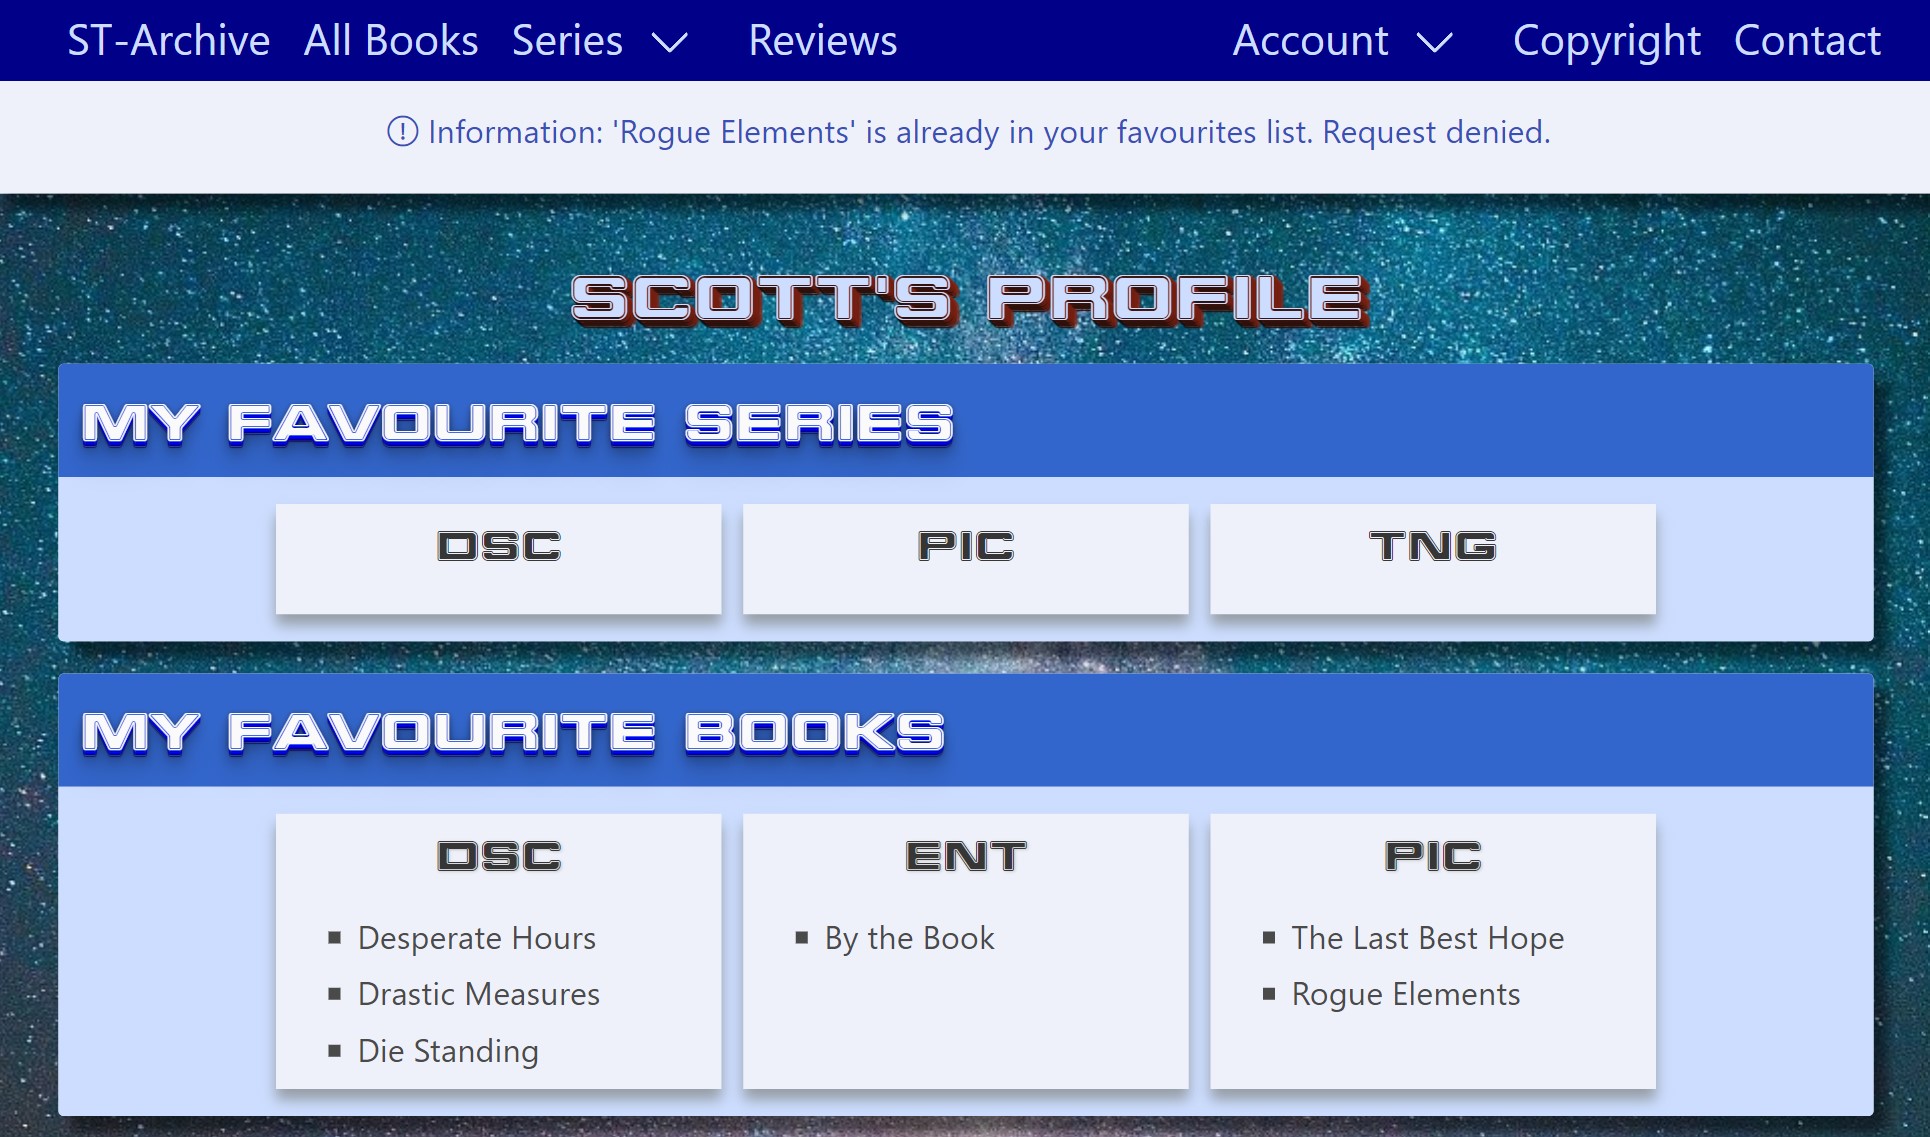 ST-Archive All Books Series Reviews Account Copyright Contact
Information: 'Rogue Elements' is already in your favourites list. Request denied.
SCOTT'S PROFILE
MY FAVOURITE SERIES
DSC PIC TNG
MY FAVOURITE BOOKS
DSC ENT PIC
Desperate Hours By the Book The Last Best Hope
Drastic Measures Rogue Elements
Die Standing